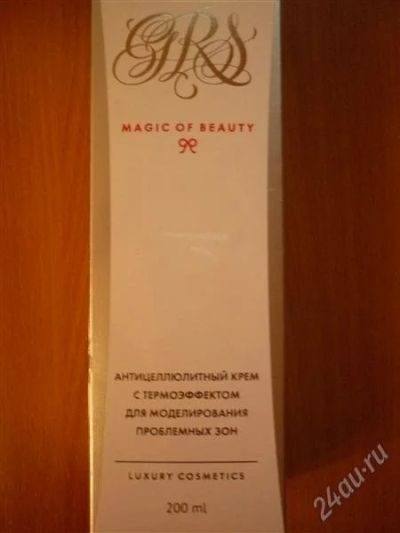 GRS
MAGIC OF BEAUTY
АНТИЦЕЛЛЮЛИТНЫЙ КРЕМ
С ТЕРМОЭФФЕКТОМ
ДЛЯ МОДЕЛИРОВАНИЯ
ПРОБЛЕМНЫХ ЗОН
LUXURY COSMETICS
200 ml
24au.ru